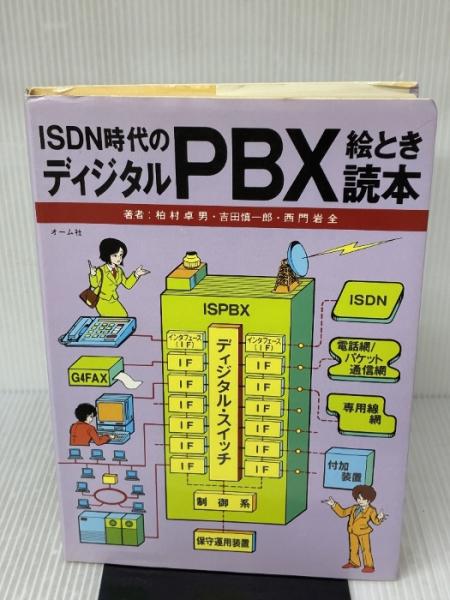 ISDN時代の
ディジタルPBX絵とき読本
著者:柏村卓男・吉田慎一郎・西門岩全
オーム社
ISPBX
ディジタル・スイッチ
インタフェース
(IF)
IF
IF
IF
IF
IF
IF
インタフェース
(IF)
IF
IF
IF
IF
IF
IF
制御系
保守運用装置
G4FAX
ISDN
電話網/
パケット
通信網
専用線
網
付加
装置